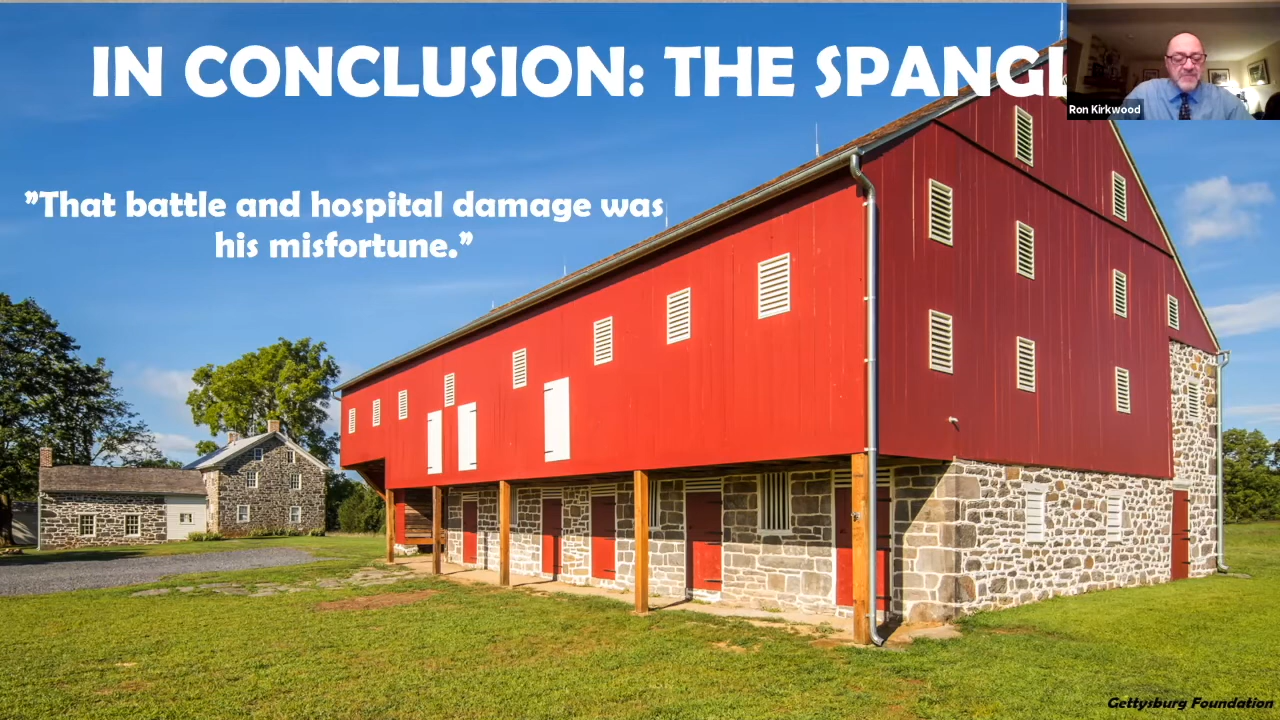 IN CONCLUSION: THE SPANGL
Ron Kirkwood
”That battle and hospital damage was
his misfortune.”
Gettysburg Foundation